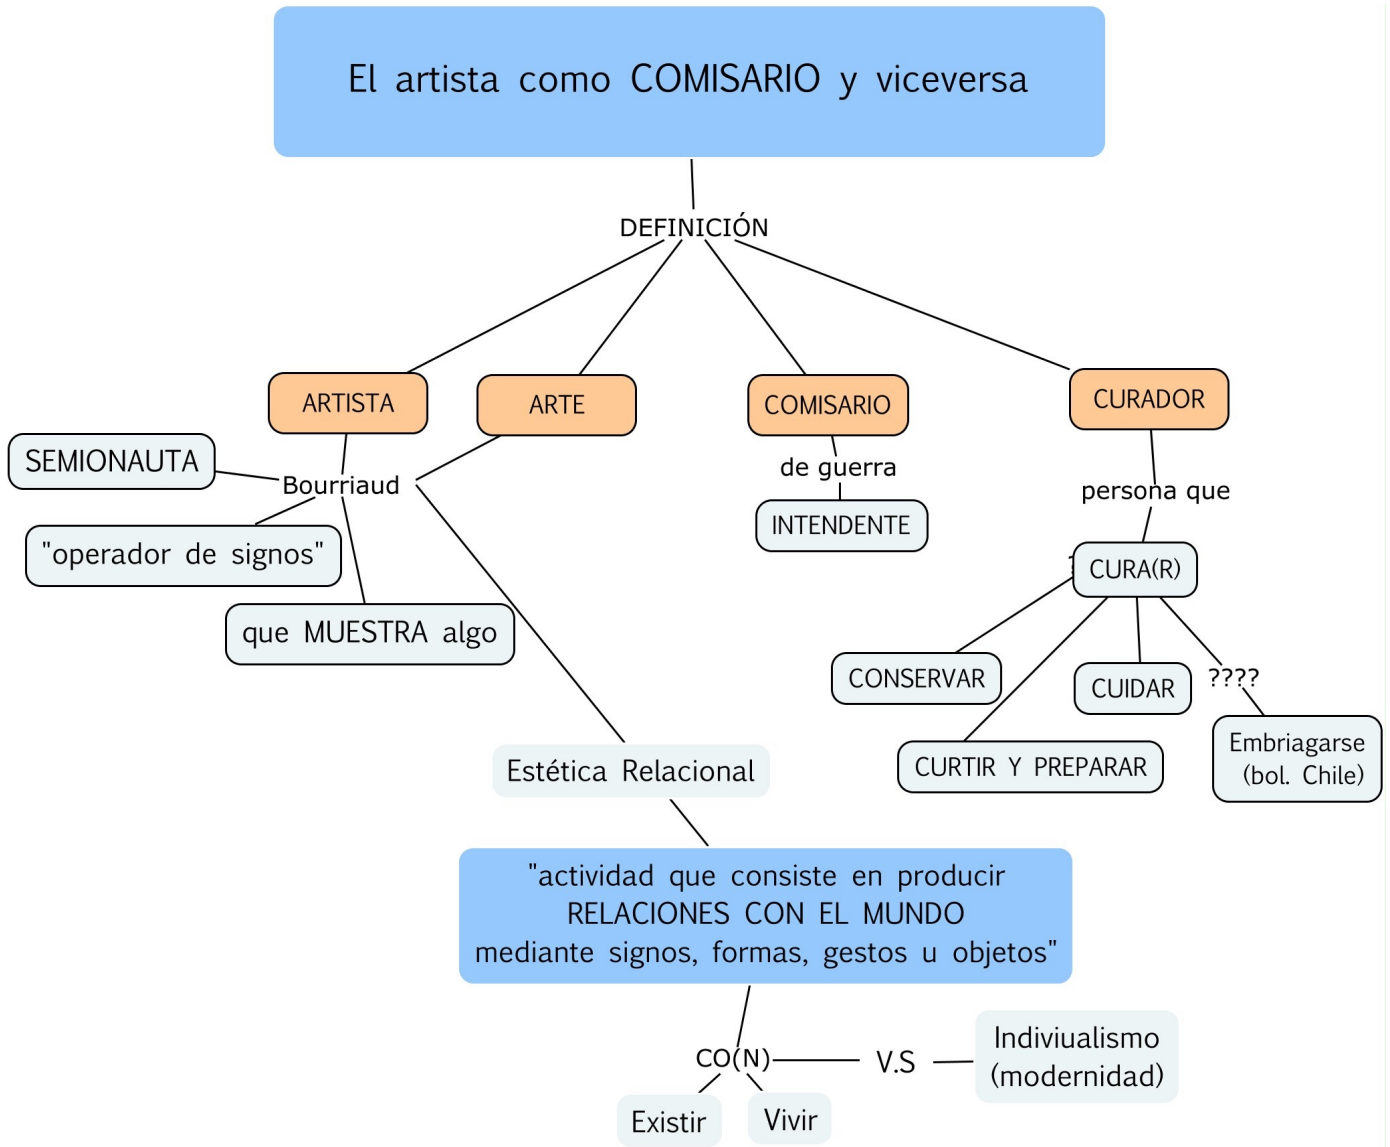 El artista como COMISARIO y viceversa
DEFINICIÓN
ARTISTA
ARTE
COMISARIO
CURADOR
SEMIONAUTA
Bourriaud
de guerra
persona que
"operador de signos"
INTENDENTE
CURA(R)
que MUESTRA algo
CONSERVAR
CUIDAR
????
CURTIR Y PREPARAR
Embriagarse
(bol. Chile)
Estética Relacional
"actividad que consiste en producir
RELACIONES CON EL MUNDO
mediante signos, formas, gestos u objetos"
CO(N)
V.S
Indiviualismo
(modernidad)
Existir
Vivir